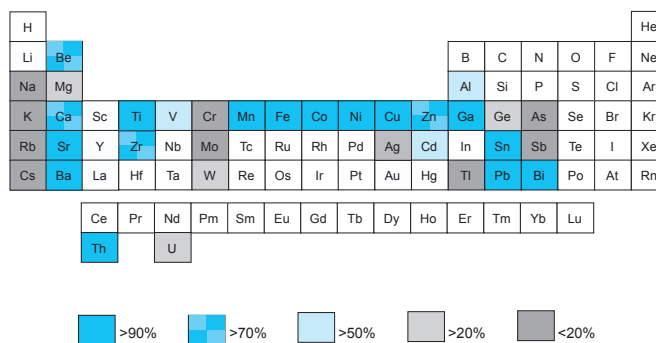 H He
Li Be B C N O F Ne
Na Mg Al Si P S Cl Ar
K Ca Sc Ti V Cr Mn Fe Co Ni Cu Zn Ga Ge As Se Br Kr
Rb Sr Y Zr Nb Mo Tc Ru Rh Pd Ag Cd In Sn Sb Te I Xe
Cs Ba La Hf Ta W Re Os Ir Pt Au Hg Tl Pb Bi Po At Rn
Ce Pr Nd Pm Sm Eu Gd Tb Dy Ho Er Tm Yb Lu
Th U
>90% >70% >50% >20% <20%